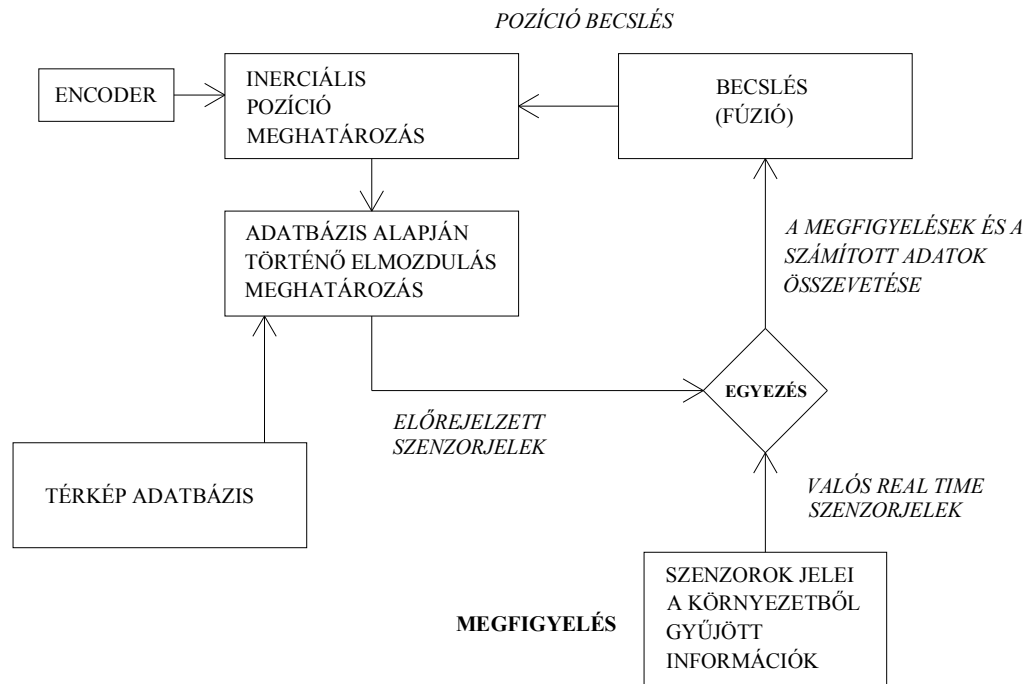 POZÍCIÓ BECSLÉS
ENCODER
INERCIÁLIS
POZÍCIÓ
MEGHATÁROZÁS
BECSLÉS
(FÚZIÓ)
ADATBÁZIS ALAPJÁN
TÖRTÉNŐ ELMOZDULÁS
MEGHATÁROZÁS
A MEGFIGYELÉSEK ÉS A
SZÁMÍTOTT ADATOK
ÖSSZEVETÉSE
EGYEZÉS
ELŐREJELZETT
SZENZORJELEK
TÉRKÉP ADATBÁZIS
VALÓS REAL TIME
SZENZORJELEK
MEGFIGYELÉS
SZENZOROK JELEI
A KÖRNYEZETBŐL
GYŰJÖTT
INFORMÁCIÓK